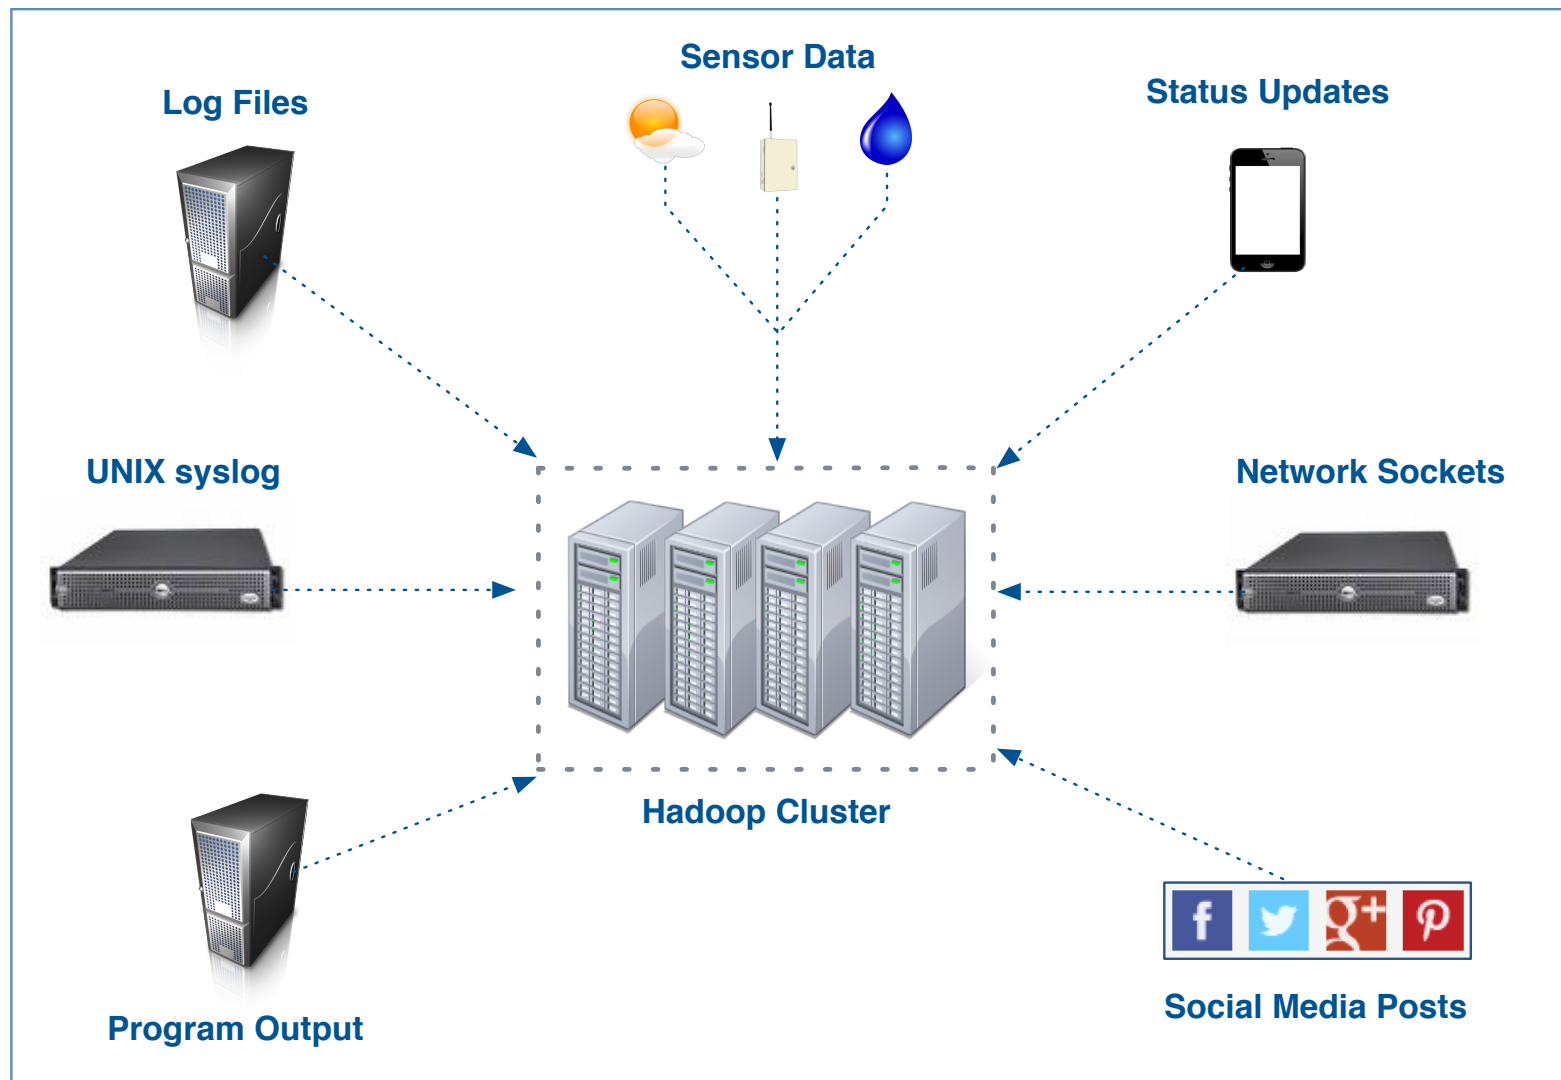 Sensor Data
Log Files
Status Updates
UNIX syslog
Network Sockets
Hadoop Cluster
f
g+
Program Output
Social Media Posts